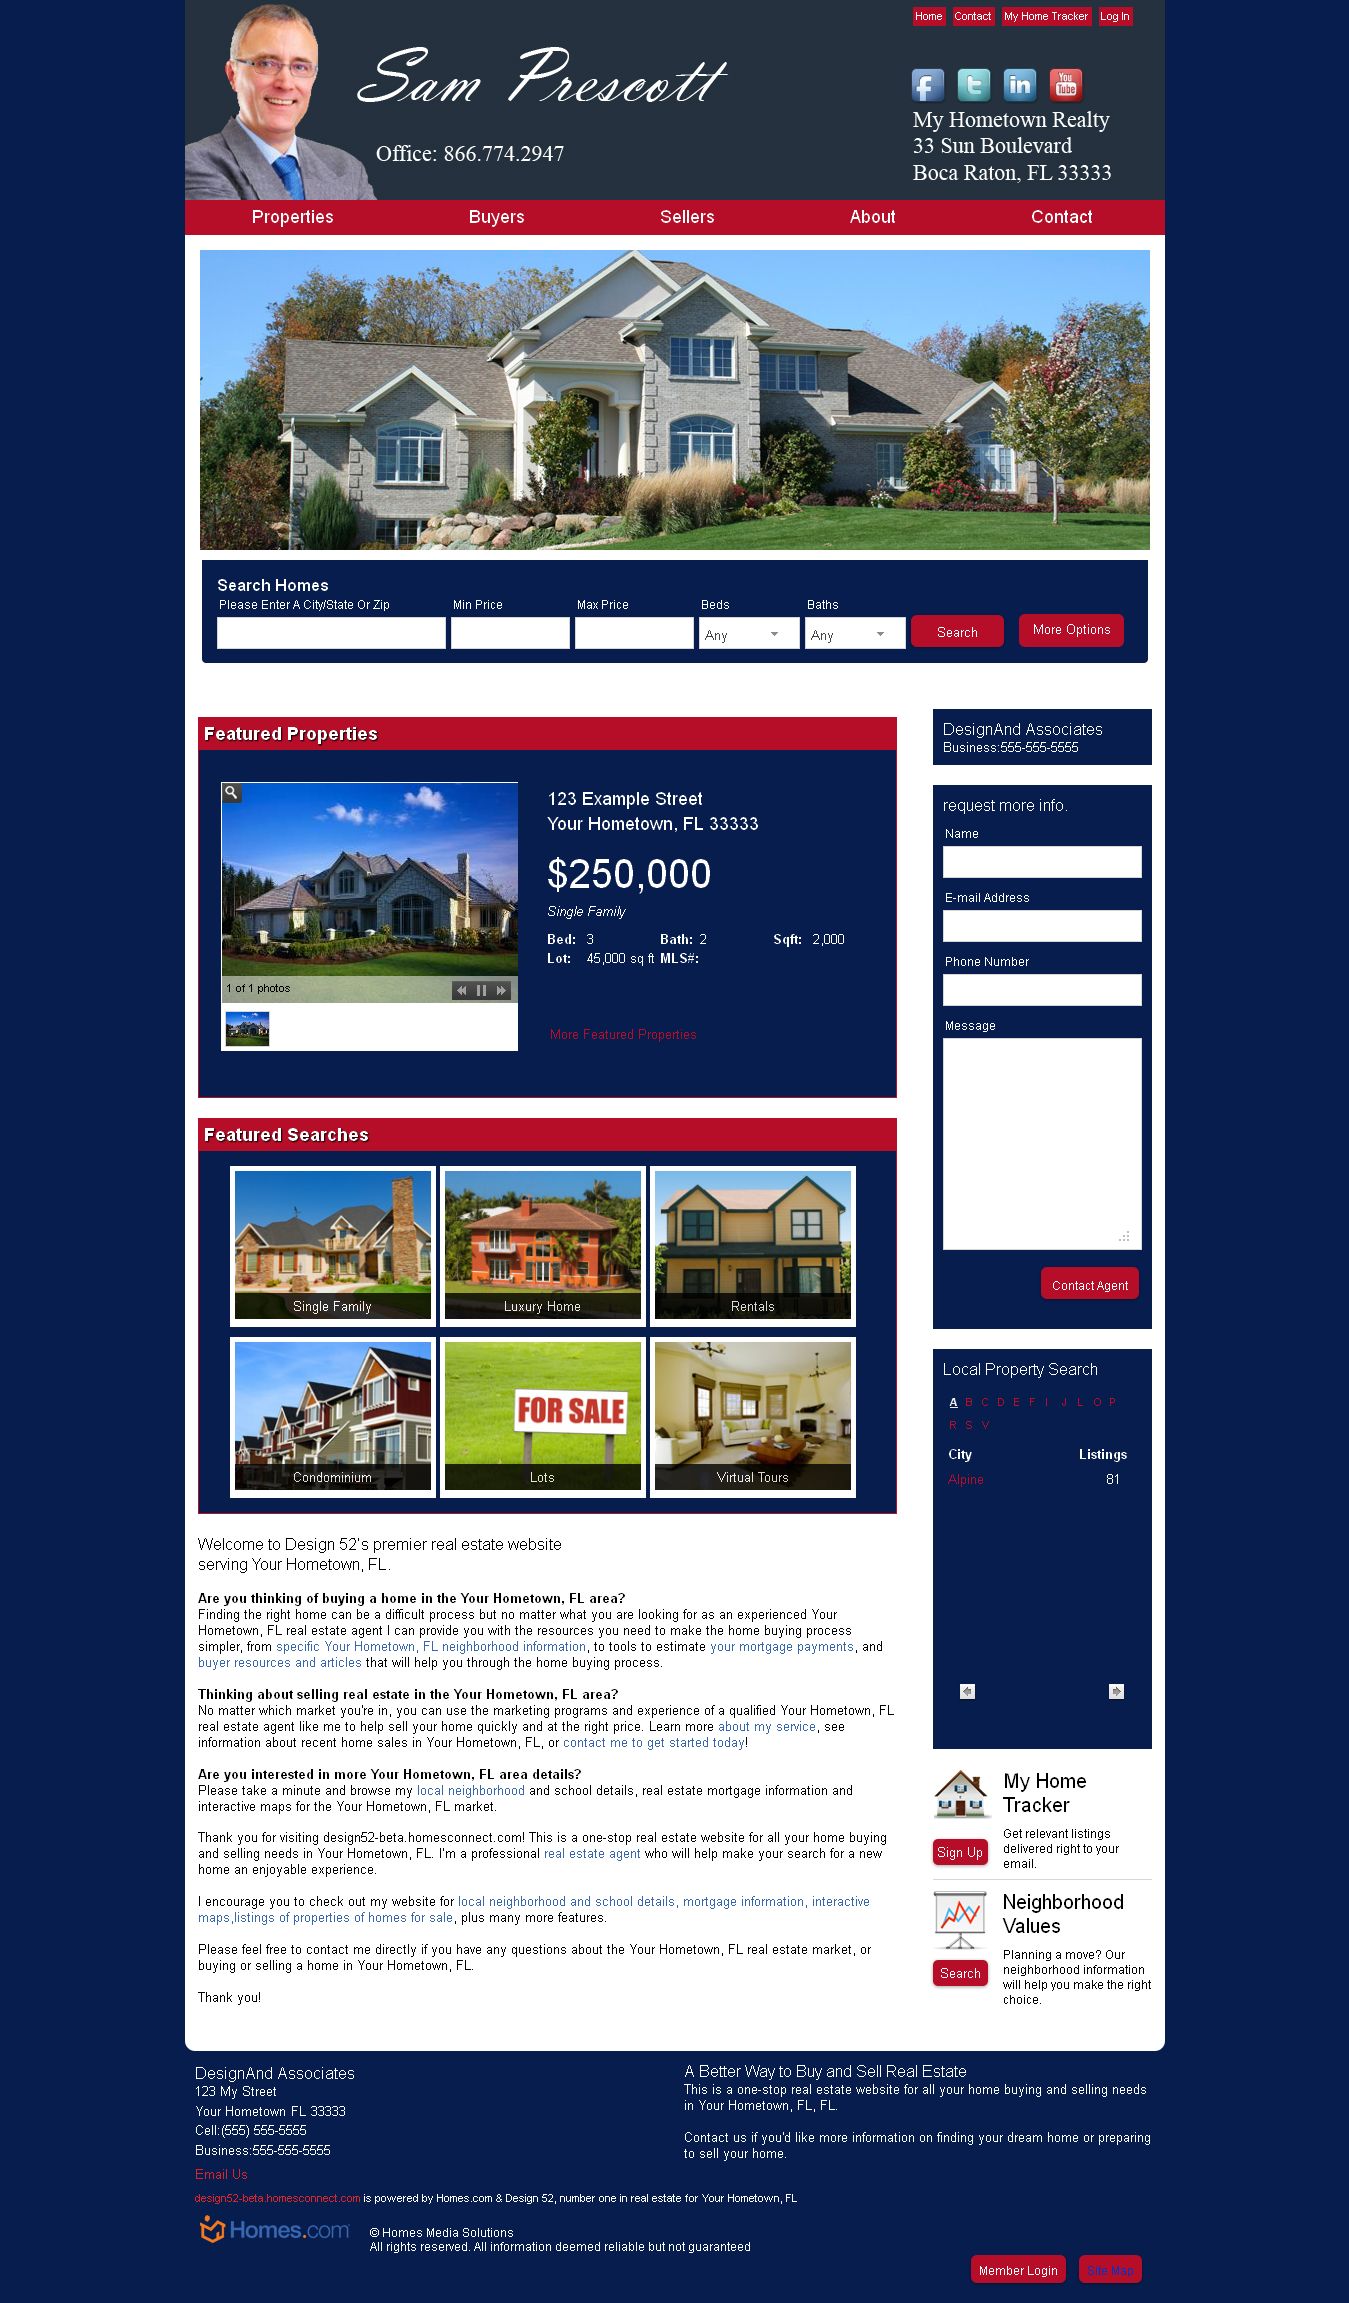 Home Contact My Home Tracker Log In
Sam Prescott
You Tube
Office: 866.774.2947
My Hometown Realty
33 Sun Boulevard
Boca Raton, FL 33333
Properties Buyers Sellers About Contact
Search Homes
Please Enter A City/State Or Zip Min Price Max Price Beds Baths
Any Any Search More Options
Featured Properties
1 of 1 photos
123 Example Street
Your Hometown, FL 33333
$250,000
Single Family
Bed: 3 Bath: 2 Sqft: 2,000
Lot: 45,000 sq ft MLS#:
More Featured Properties
Featured Searches
Single Family Luxury Home Rentals
FOR SALE
Condominium Lots Virtual Tours
Welcome to Design 52's premier real estate website
serving Your Hometown, FL.
Are you thinking of buying a home in the Your Hometown, FL area?
Finding the right home can be a difficult process but no matter what you are looking for as an experienced Your
Hometown, FL real estate agent I can provide you with the resources you need to make the home buying process
simpler, from specific Your Hometown, FL neighborhood information, to tools to estimate your mortgage payments, and
buyer resources and articles that will help you through the home buying process.
Thinking about selling real estate in the Your Hometown, FL area?
No matter which market you're in, you can use the marketing programs and experience of a qualified Your Hometown, FL
real estate agent like me to help sell your home quickly and at the right price. Learn more about my service, see
information about recent home sales in Your Hometown, FL, or contact me to get started today!
Are you interested in more Your Hometown, FL area details?
Please take a minute and browse my local neighborhood and school details, real estate mortgage information and
interactive maps for the Your Hometown, FL market.
Thank you for visiting design52-beta.homesconnect.com! This is a one-stop real estate website for all your home buying
and selling needs in Your Hometown, FL. I'm a professional real estate agent who will help make your search for a new
home an enjoyable experience.
I encourage you to check out my website for local neighborhood and school details, mortgage information, interactive
maps,listings of properties of homes for sale, plus many more features.
Please feel free to contact me directly if you have any questions about the Your Hometown, FL real estate market, or
buying or selling a home in Your Hometown, FL.
Thank you!
DesignAnd Associates
Business:555-555-5555
request more info.
Name
E-mail Address
Phone Number
Message
Contact Agent
Local Property Search
A B C D E F I J L O P
R S V
City Listings
Alpine 81
My Home
Tracker
Get relevant listings
delivered right to your
email.
Sign Up
Neighborhood
Values
Planning a move? Our
neighborhood information
will help you make the right
choice.
Search
DesignAnd Associates
123 My Street
Your Hometown FL 33333
Cell:(555) 555-5555
Business:555-555-5555
Email Us
A Better Way to Buy and Sell Real Estate
This is a one-stop real estate website for all your home buying and selling needs
in Your Hometown, FL, FL.
Contact us if you'd like more information on finding your dream home or preparing
to sell your home.
design52-beta.homesconnect.com is powered by Homes.com & Design 52, number one in real estate for Your Hometown, FL
Homes.com
© Homes Media Solutions
All rights reserved. All information deemed reliable but not guaranteed
Member Login Site Map